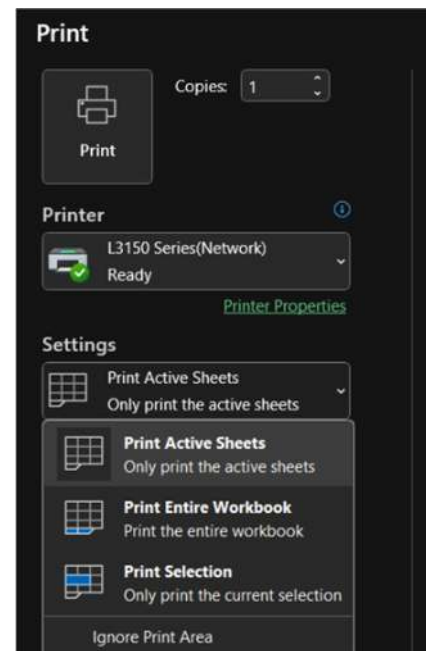 Print
Copies: 1
Print
Printer
L3150 Series(Network)
Ready
Printer Properties
Settings
Print Active Sheets
Only print the active sheets
Print Active Sheets
Only print the active sheets
Print Entire Workbook
Print the entire workbook
Print Selection
Only print the current selection
Ignore Print Area